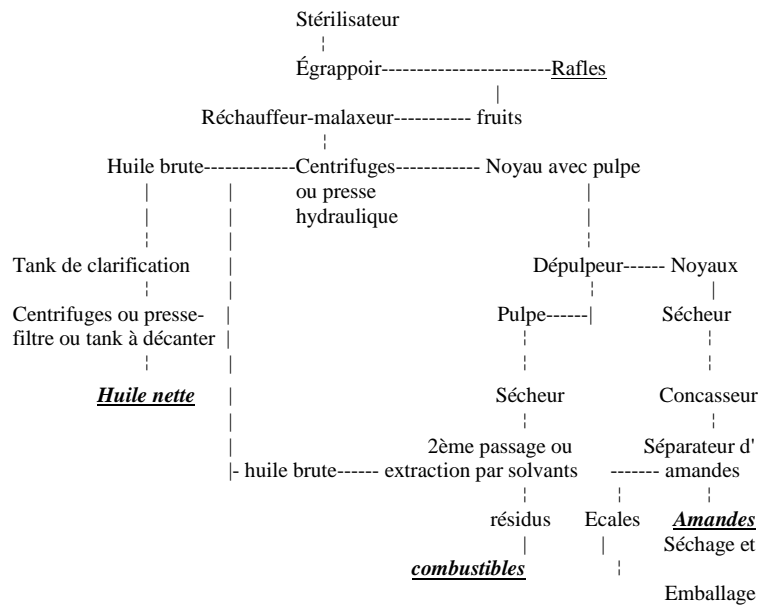 Stérilisateur
Égrappoir------------------------Rafles
Réchauffeur-malaxeur----------- fruits
Huile brute-------------Centrifuges------------ Noyau avec pulpe
ou presse
hydraulique
Tank de clarification
Dépulpeur------ Noyaux
Centrifuges ou presse-
filtre ou tank à décanter
Pulpe------|
Sécheur
Huile nette
Sécheur
Concasseur
2ème passage ou
Séparateur d'
|- huile brute------ extraction par solvants ------- amandes
résidus
Ecales
Amandes
Séchage et
combustibles
Emballage